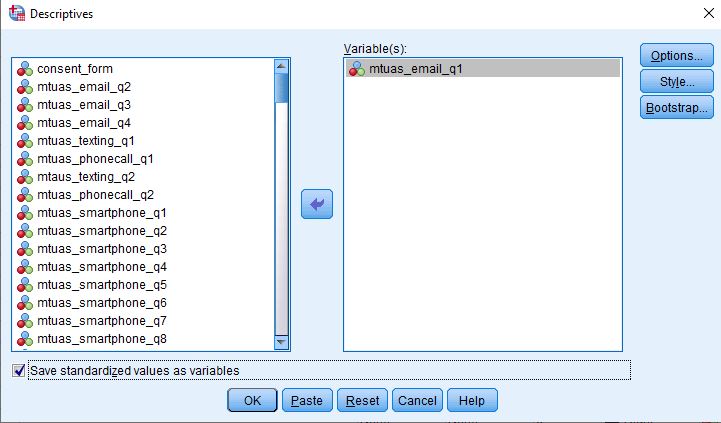 Descriptives
Variable(s):
consent_form
mtuas_email_q2
mtuas_email_q3
mtuas_email_q4
mtuas_texting_q1
mtuas_phonecall_q1
mtaus_texting_q2
mtuas_phonecall_q2
mtuas_smartphone_q1
mtuas_smartphone_q2
mtuas_smartphone_q3
mtuas_smartphone_q4
mtuas_smartphone_q5
mtuas_smartphone_q6
mtuas_smartphone_q7
mtuas_smartphone_q8
mtuas_email_q1
Options...
Style...
Bootstrap...
Save standardized values as variables
OK Paste Reset Cancel Help